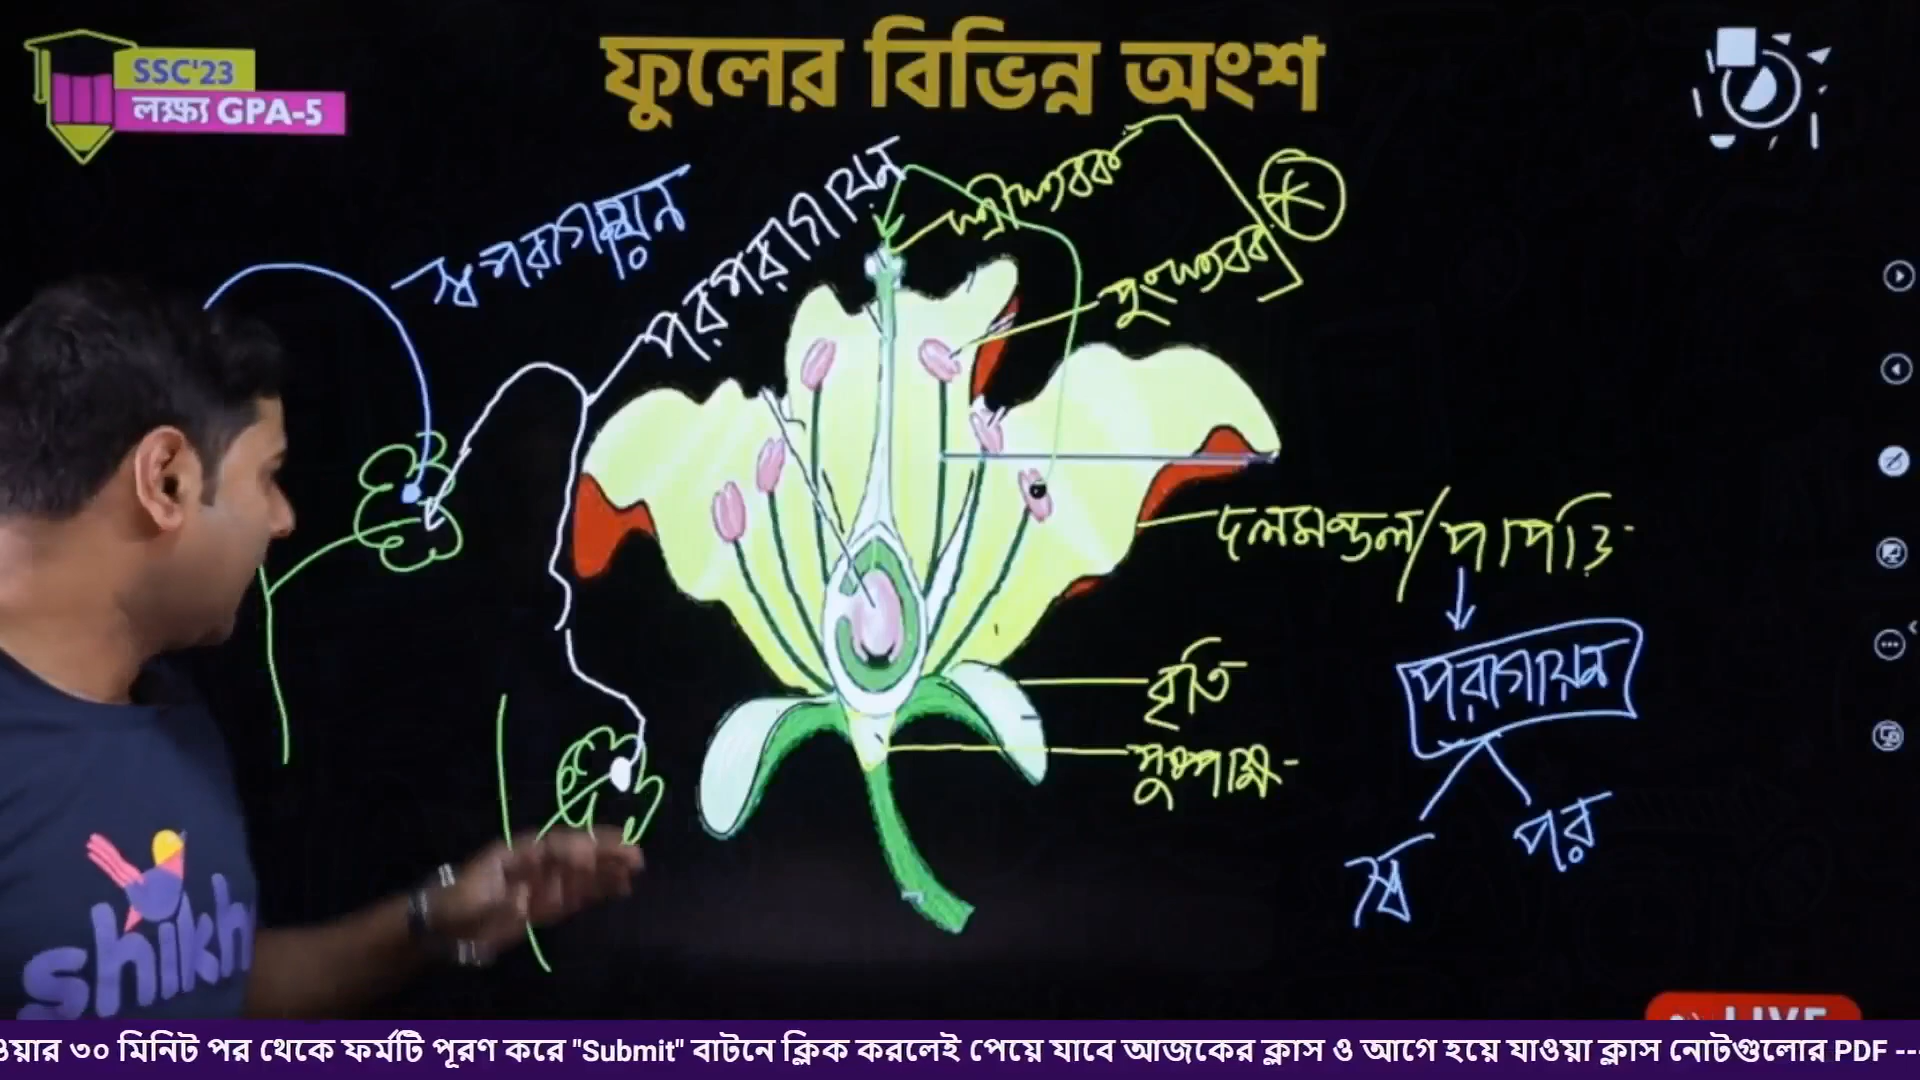 SSC'23
লক্ষ্য GPA-5
ফুলের বিভিন্ন অংশ
স্বপরাগায়ন
পরপরাগায়ন
স্ত্রীস্তবক
পুংস্তবক
দলমন্ডল/পাপড়ি
পরাগায়ন
স্ব
পর
বৃতি
পুষ্পাক্ষ
shikh
LIVE
ওয়ার ৩০ মিনিট পর থেকে ফর্মটি পূরণ করে "Submit" বাটনে ক্লিক করলেই পেয়ে যাবে আজকের ক্লাস ও আগে হয়ে যাওয়া ক্লাস নোটগুলোর PDF ---